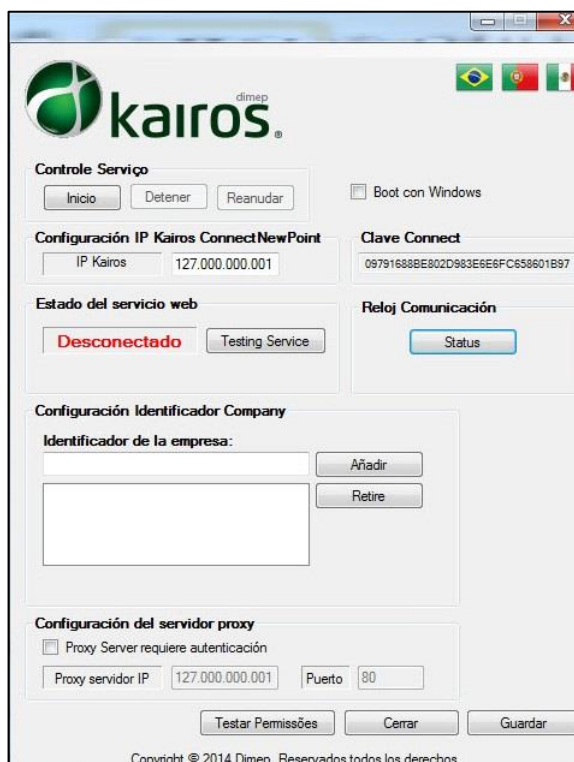 dimep
kairos®
Controle Serviço
Inicio Detener Reanudar
Boot con Windows
Configuración IP Kairos ConnectNewPoint
IP Kairos 127.000.000.001
Clave Connect
09791688BE802D983E6E6FC658601B97
Estado del servicio web
Desconectado Testing Service
Reloj Comunicación
Status
Configuración Identificador Company
Identificador de la empresa:
Añadir
Retire
Configuración del servidor proxy
Proxy Server requiere autenticación
Proxy servidor IP 127.000.000.001 Puerto 80
Testar Permissões Cerrar Guardar
Copyright © 2014 Dimep. Reservados todos los derechos